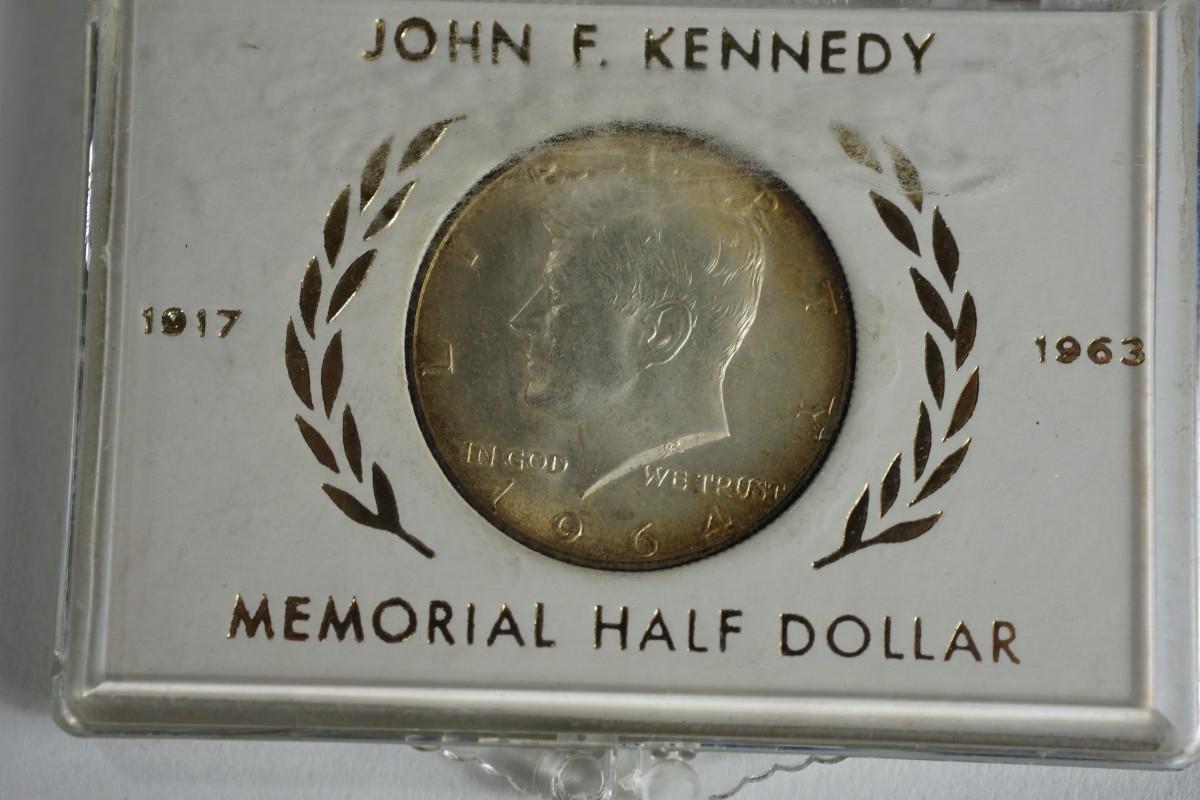 JOHN F. KENNEDY
1917
1963
L I B E R T Y
IN GOD WE TRUST
1964
MEMORIAL HALF DOLLAR